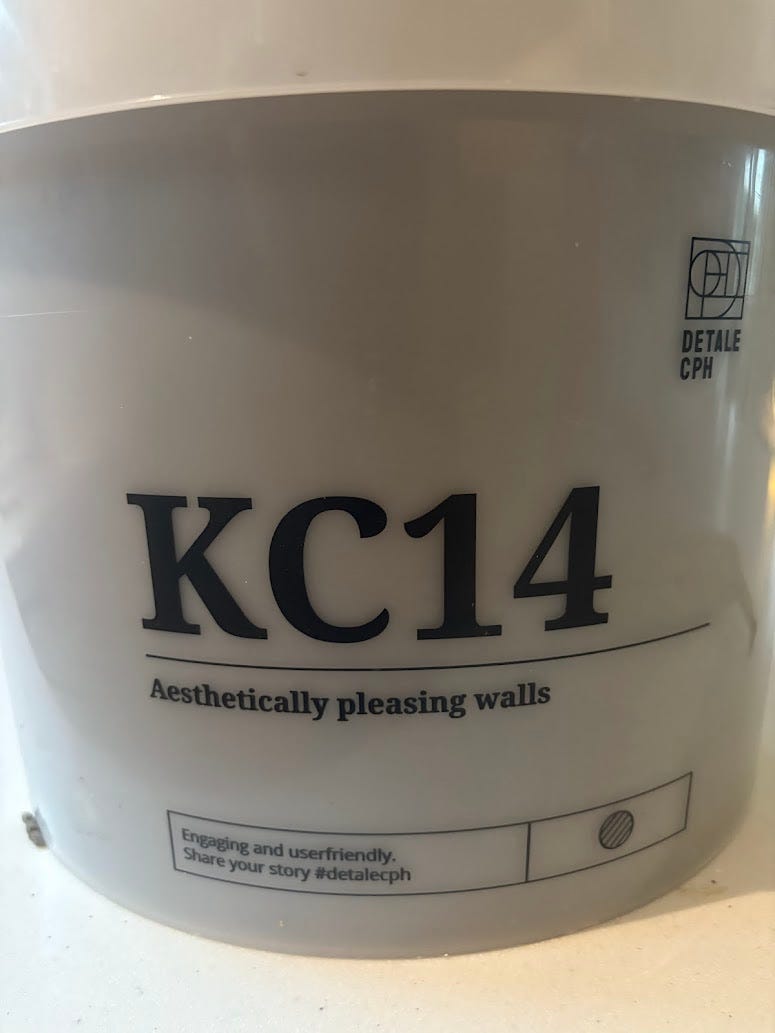 DETALE
CPH
KC14
Aesthetically pleasing walls
Engaging and userfriendly.
Share your story #detalecph